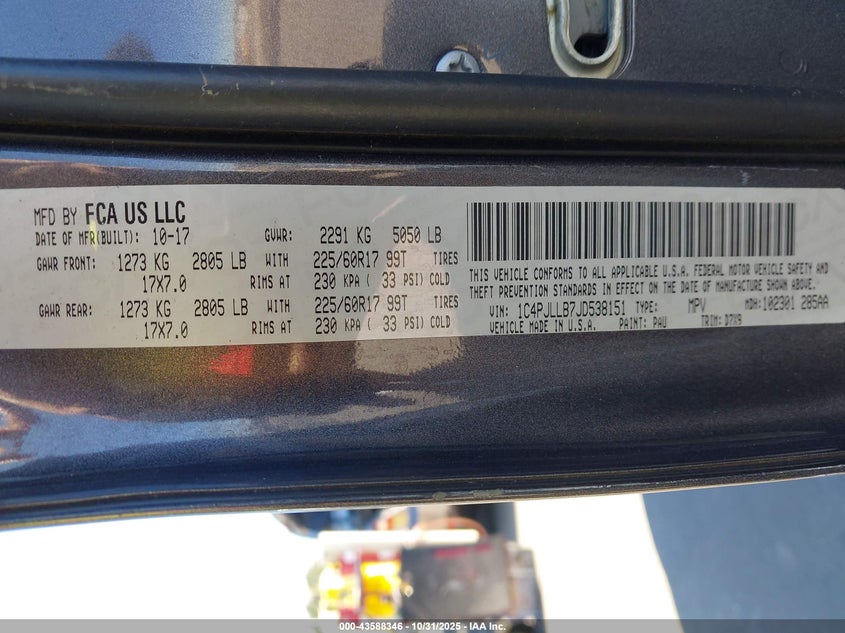 MFD BY FCA US LLC
DATE OF MFR(BUILT): 10-17 GVWR: 2291 KG 5050 LB
GAWR FRONT: 1273 KG 2805 LB WITH 225/60R17 99T TIRES
17X7.0 RIMS AT 230 KPA ( 33 PSI) COLD
GAWR REAR: 1273 KG 2805 LB WITH 225/60R17 99T TIRES
17X7.0 RIMS AT 230 KPA ( 33 PSI) COLD
THIS VEHICLE CONFORMS TO ALL APPLICABLE U.S.A. FEDERAL MOTOR VEHICLE SAFETY AND
THEFT PREVENTION STANDARDS IN EFFECT ON THE DATE OF MANUFACTURE SHOWN ABOVE.
VIN: 1C4PJLLB7JD538151 TYPE: MPV MDH: 102301 285AA
VEHICLE MADE IN U.S.A. PAINT: PAU TRIM: D7X9
000-43588346 - 10/31/2025 - IAA Inc.